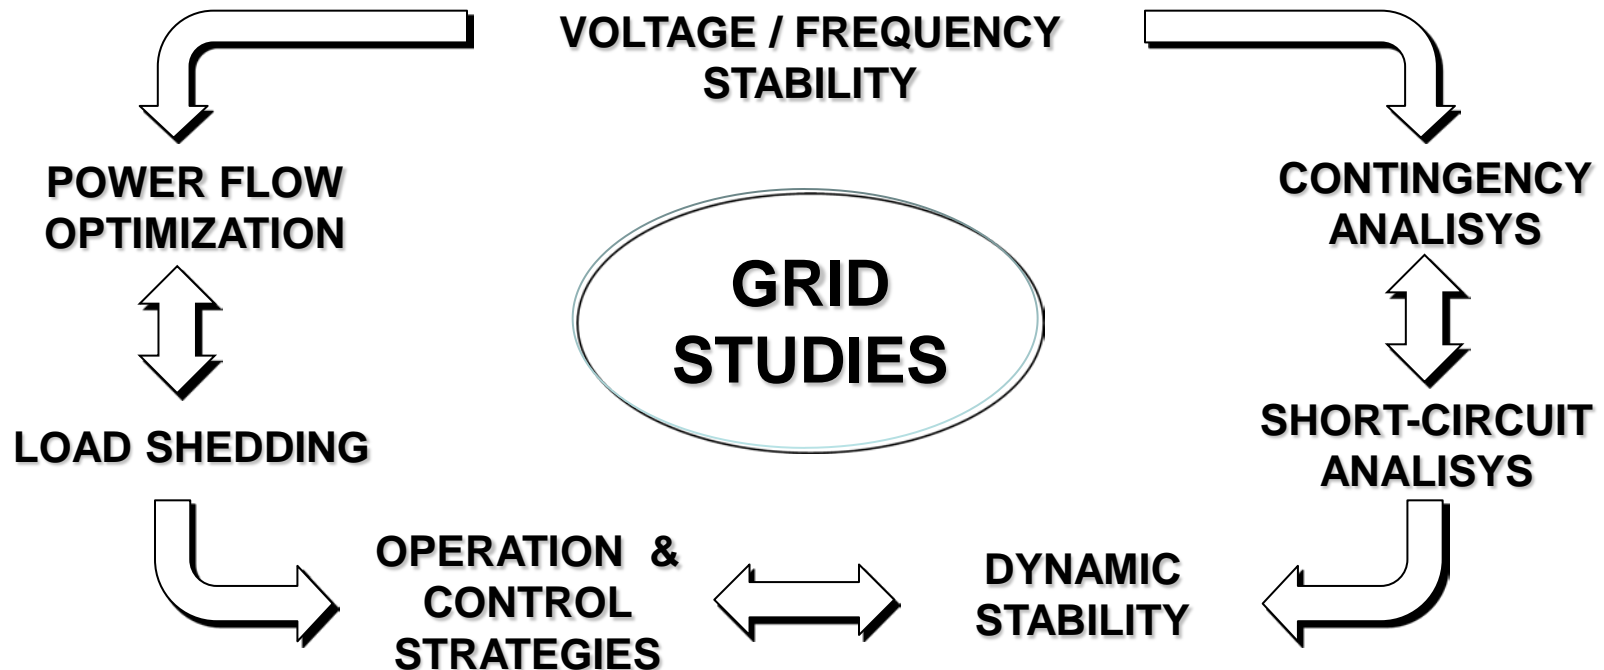 VOLTAGE / FREQUENCY
STABILITY
POWER FLOW
OPTIMIZATION
CONTINGENCY
ANALISYS
GRID
STUDIES
LOAD SHEDDING
SHORT-CIRCUIT
ANALISYS
OPERATION &
CONTROL
STRATEGIES
DYNAMIC
STABILITY